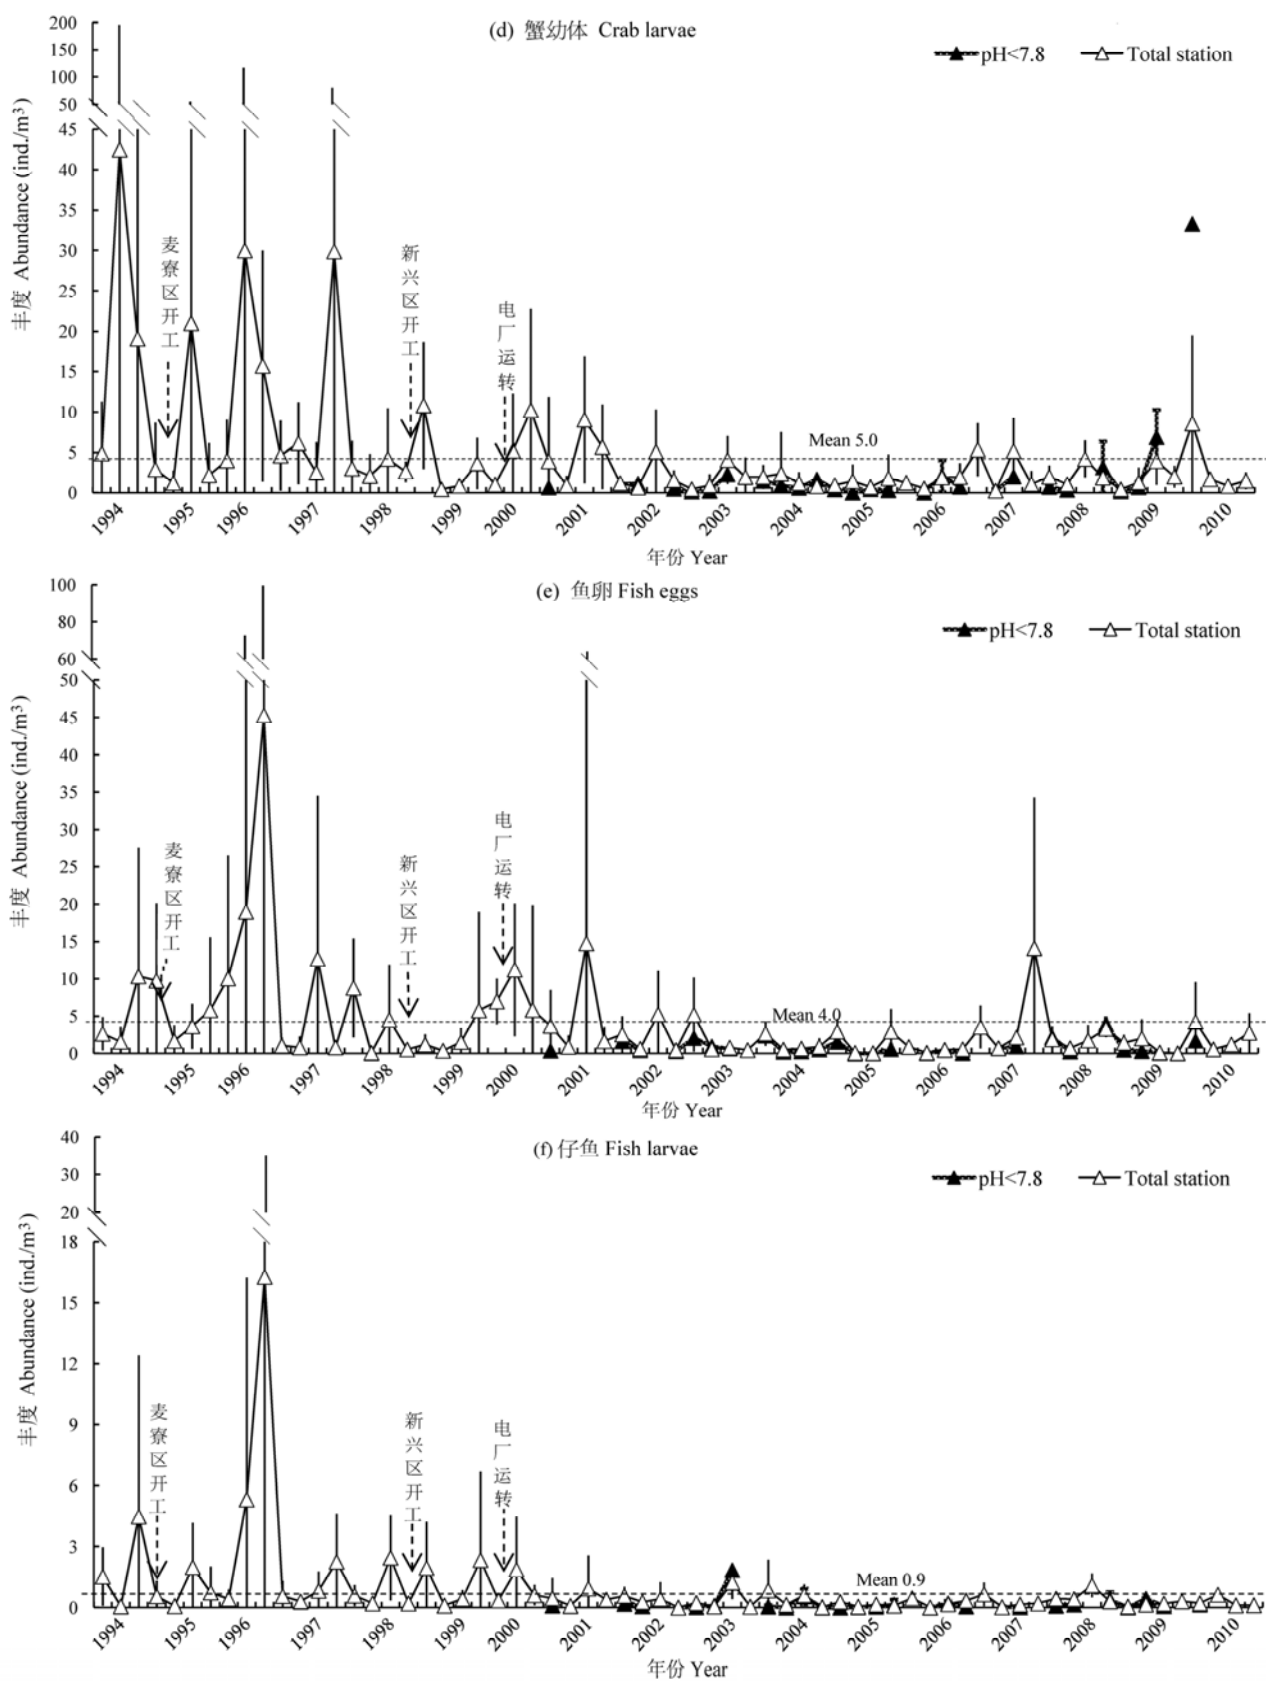 (d) 蟹幼体 Crab larvae
pH<7.8
Total station
丰度 Abundance (ind./m³)
200
150
100
50
45
40
35
30
25
20
15
10
5
0
麦寮区开工
新兴区开工
电厂运转
Mean 5.0
1994 1995 1996 1997 1998 1999 2000 2001 2002 2003 2004 2005 2006 2007 2008 2009 2010
年份 Year
(e) 鱼卵 Fish eggs
pH<7.8
Total station
丰度 Abundance (ind./m³)
100
80
60
50
45
40
35
30
25
20
15
10
5
0
麦寮区开工
新兴区开工
电厂运转
Mean 4.0
1994 1995 1996 1997 1998 1999 2000 2001 2002 2003 2004 2005 2006 2007 2008 2009 2010
年份 Year
(f) 仔鱼 Fish larvae
pH<7.8
Total station
丰度 Abundance (ind./m³)
40
30
20
18
15
12
9
6
3
0
麦寮区开工
新兴区开工
电厂运转
Mean 0.9
1994 1995 1996 1997 1998 1999 2000 2001 2002 2003 2004 2005 2006 2007 2008 2009 2010
年份 Year